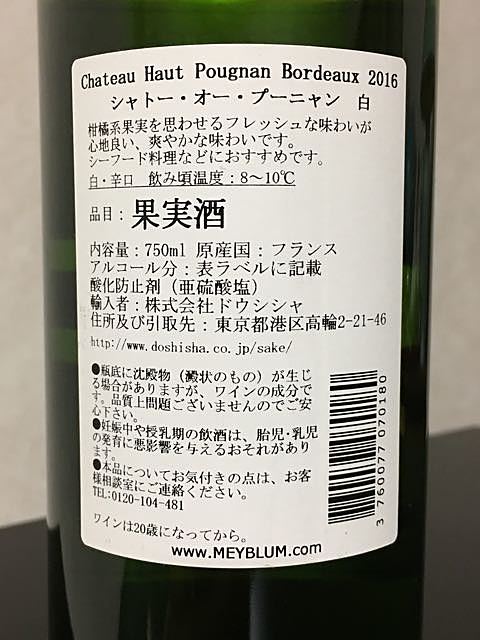 Chateau Haut Pougnan Bordeaux 2016
シャトー・オー・プーニャン 白
柑橘系果実を思わせるフレッシュな味わいが
心地良い、爽やかな味わいです。
シーフード料理などにおすすめです。
白・辛口 飲み頃温度：8～10℃
品目：果実酒
内容量：750ml 原産国：フランス
アルコール分：表ラベルに記載
酸化防止剤（亜硫酸塩）
輸入者：株式会社ドウシシャ
住所及び引取先：東京都港区高輪2-21-46
http://www.doshisha.co.jp/sake/
●瓶底に沈殿物（澱状のもの）が生じ
る場合がありますが、ワインの成分で
す。品質上問題ございませんのでご安
心下さい。
●妊娠中や授乳期の飲酒は、胎児・乳児
の発育に悪影響を与えるおそれがあり
ます。
●本品についてお気付きの点は、お客
様相談室にご連絡ください。
TEL:0120-104-481
ワインは20歳になってから。
www.MEYBLUM.com
3 760077 070180